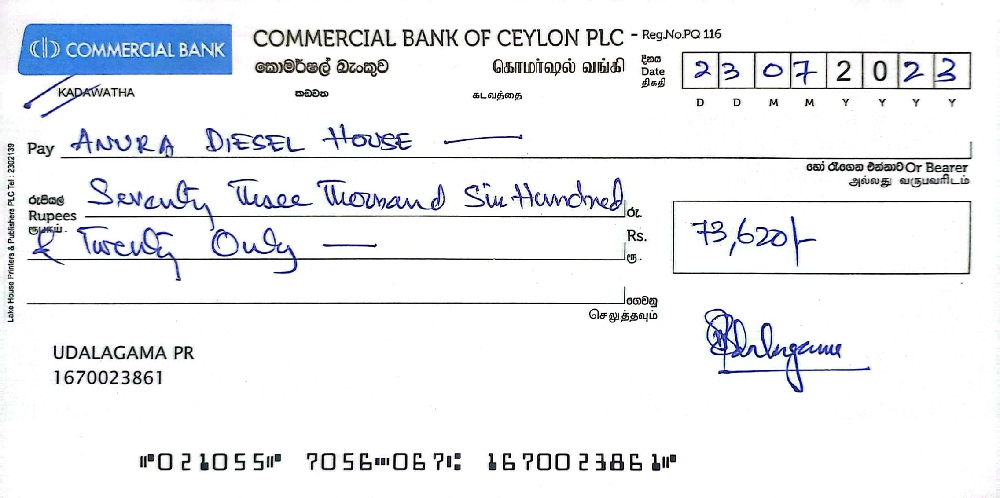 COMMERCIAL BANK
COMMERCIAL BANK OF CEYLON PLC - Reg.No.PQ 116
කොමර්ෂල් බැංකුව கொமர்ஷல் வங்கி
KADAWATHA කඩවත கடவத்தை
දිනය
Date
திகதி
23 07 2023
D D M M Y Y Y Y
Pay ANURA DIESEL HOUSE
හෝ රැගෙන එන්නාට Or Bearer
அல்லது வருபவரிடம்
රුපියල්
Rupees
ரூபாய்
Seventy Three Thousand Six Hundred
& Twenty Only
රු.
Rs.
ரூ.
73,620/-
ගෙවනු
செலுத்தவும்
UDALAGAMA PR
1670023861
Lake House Printers & Publishers PLC Tel : 2302139
⑈021055⑈ 7056⑉067⑆ 1670023861⑈